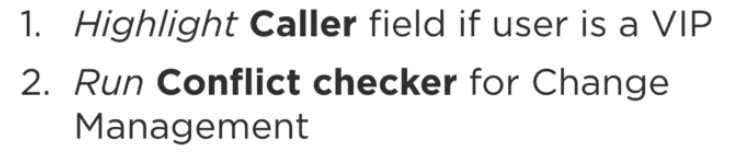 1. Highlight Caller field if user is a VIP
2. Run Conflict checker for Change
Management